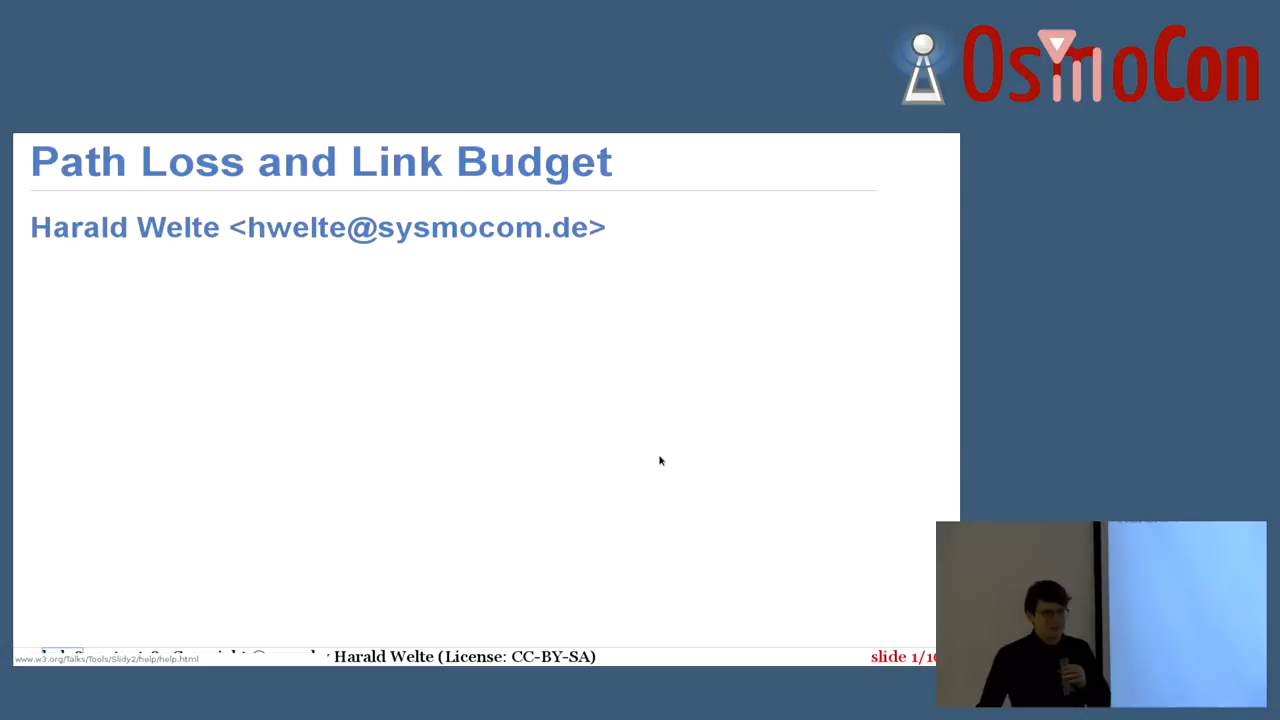 OsmoCon
Path Loss and Link Budget
Harald Welte <hwelte@sysmocom.de>
www.w3.org/Talks/Tools/Slidy2/help/help.html
Harald Welte (License: CC-BY-SA)
slide 1/